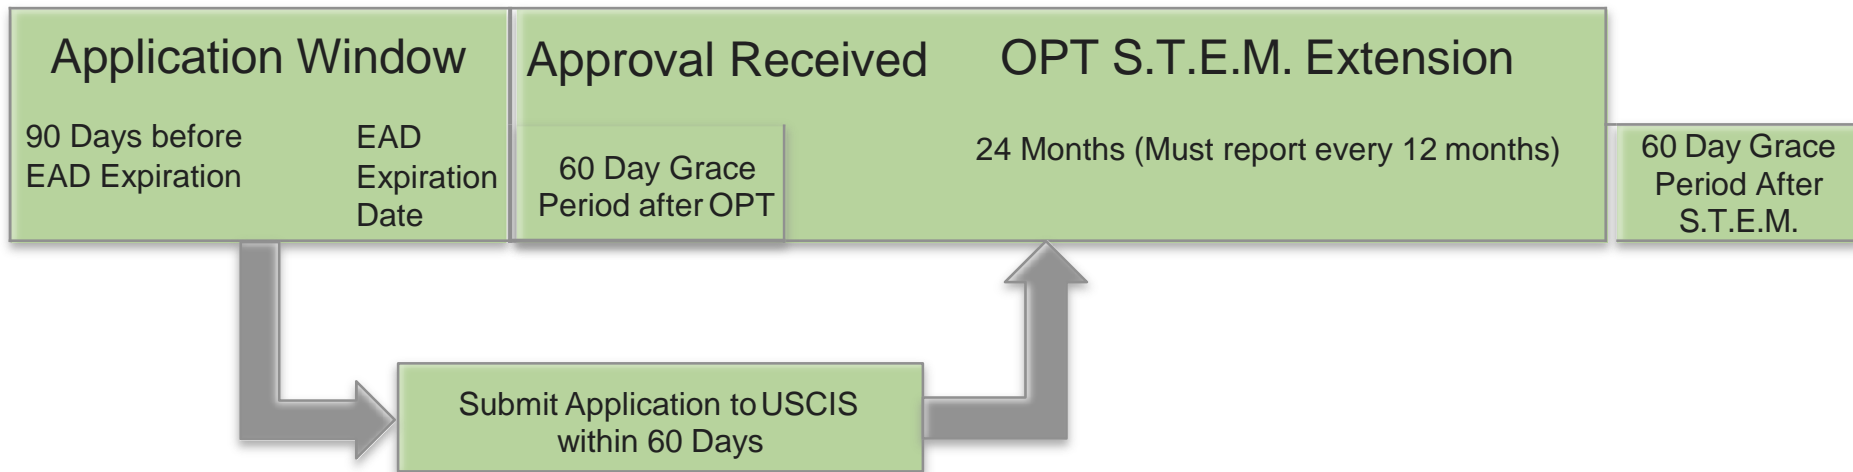 Application Window
90 Days before
EAD Expiration
EAD
Expiration
Date
Approval Received
60 Day Grace
Period after OPT
OPT S.T.E.M. Extension
24 Months (Must report every 12 months)
60 Day Grace
Period After
S.T.E.M.
Submit Application to USCIS
within 60 Days